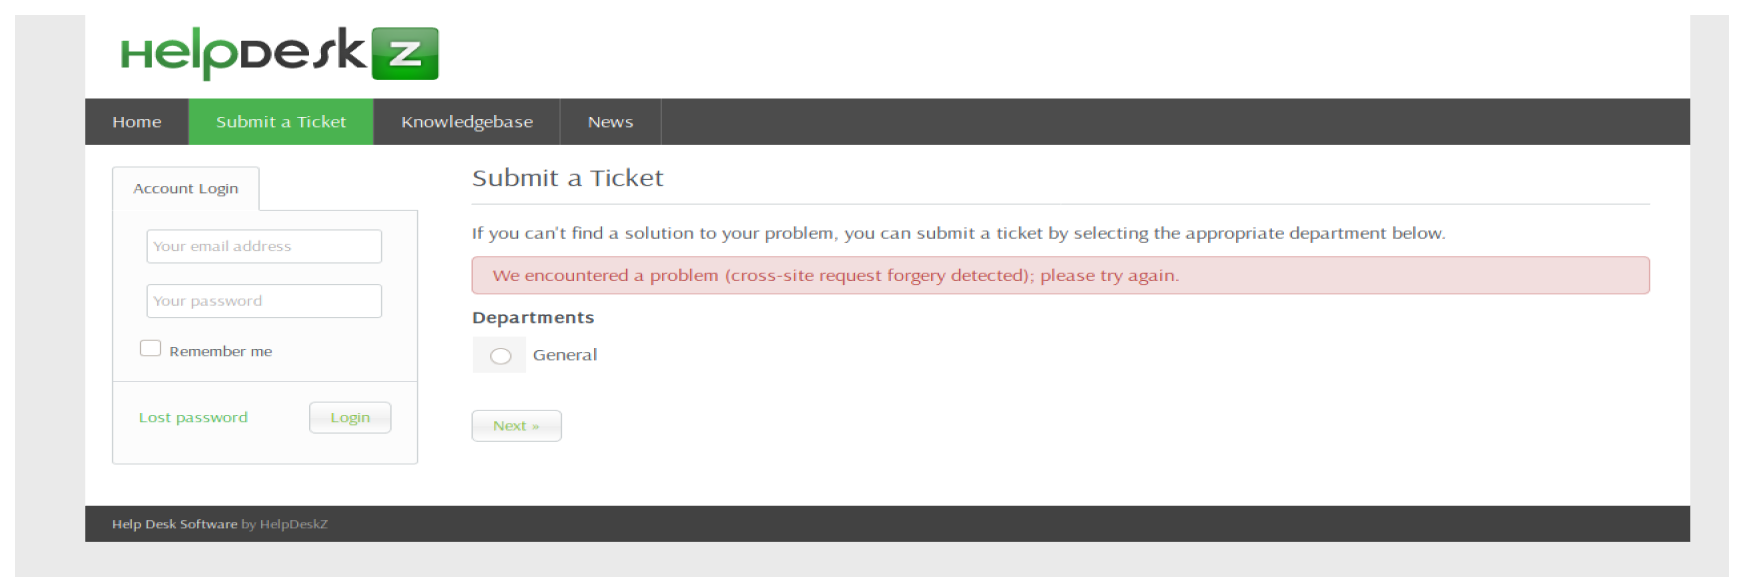 HelpDeskZ
Home Submit a Ticket Knowledgebase News
Account Login
Your email address
Your password
Remember me
Lost password Login
Submit a Ticket
If you can't find a solution to your problem, you can submit a ticket by selecting the appropriate department below.
We encountered a problem (cross-site request forgery detected); please try again.
Departments
General
Next »
Help Desk Software by HelpDeskZ